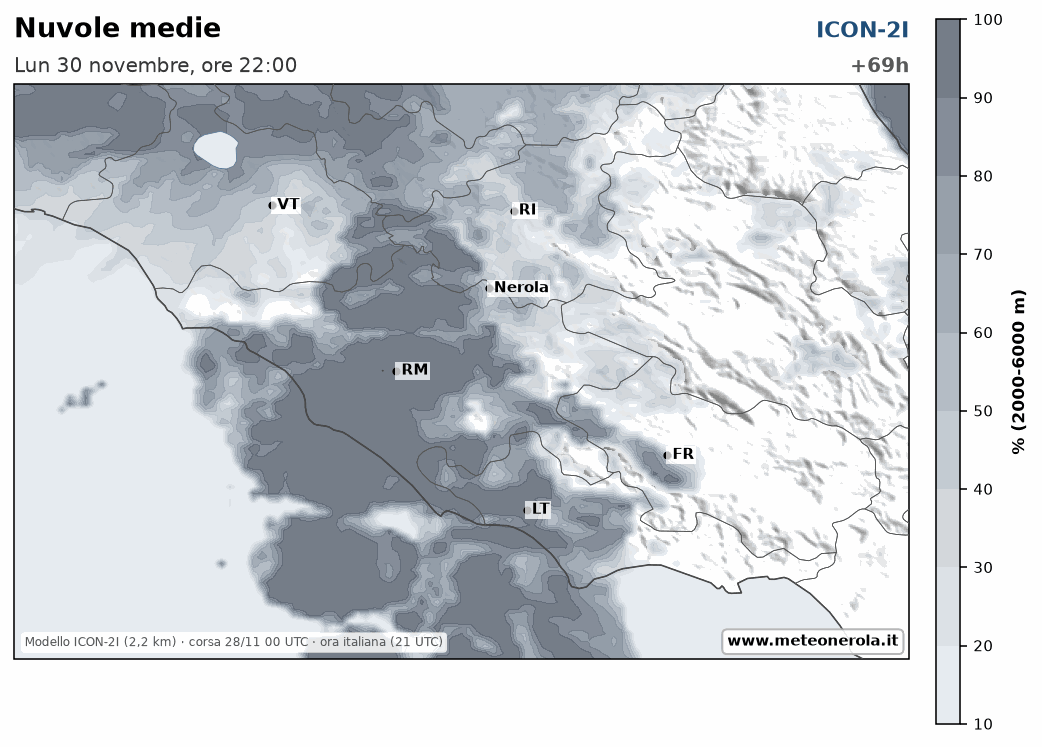 Nuvole medie
ICON-2I
Lun 30 novembre, ore 22:00
+69h
VT
RI
Nerola
RM
FR
LT
Modello ICON-2I (2,2 km) · corsa 28/11 00 UTC · ora italiana (21 UTC)
www.meteonerola.it
100
90
80
70
60
50
40
30
20
10
% (2000-6000 m)